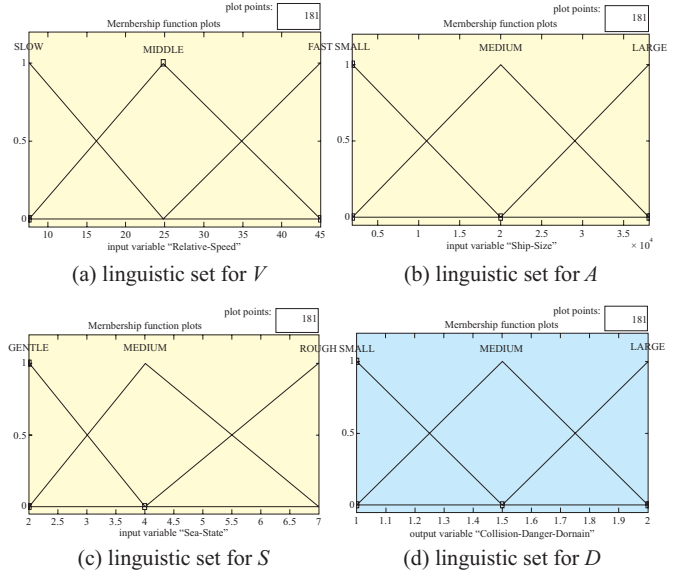 plot points: 181
Mernbership function plots
SLOW MIDDLE FAST
1
0.5
0
10 15 20 25 30 35 40 45
input variable “Relative-Speed”
(a) linguistic set for V
plot points: 181
Mernbership function plots
SMALL MEDIUM LARGE
1
0.5
0
0.5 1 1.5 20 2.5 3 3.5
input variable “Ship-Size” × 10⁴
(b) linguistic set for A
plot points: 181
Mernbership function plots
GENTLE MEDIUM ROUGH
1
0.5
0
2 2.5 3 3.5 4 4.5 5 5.5 6 6.5 7
input variable “Sea-State”
(c) linguistic set for S
plot points: 181
Mernbership function plots
SMALL MEDIUM LARGE
1
0.5
0
1 1.1 1.2 1.3 1.4 1.5 1.6 1.7 1.8 1.9 2
output variable “Collision-Danger-Dornain”
(d) linguistic set for D